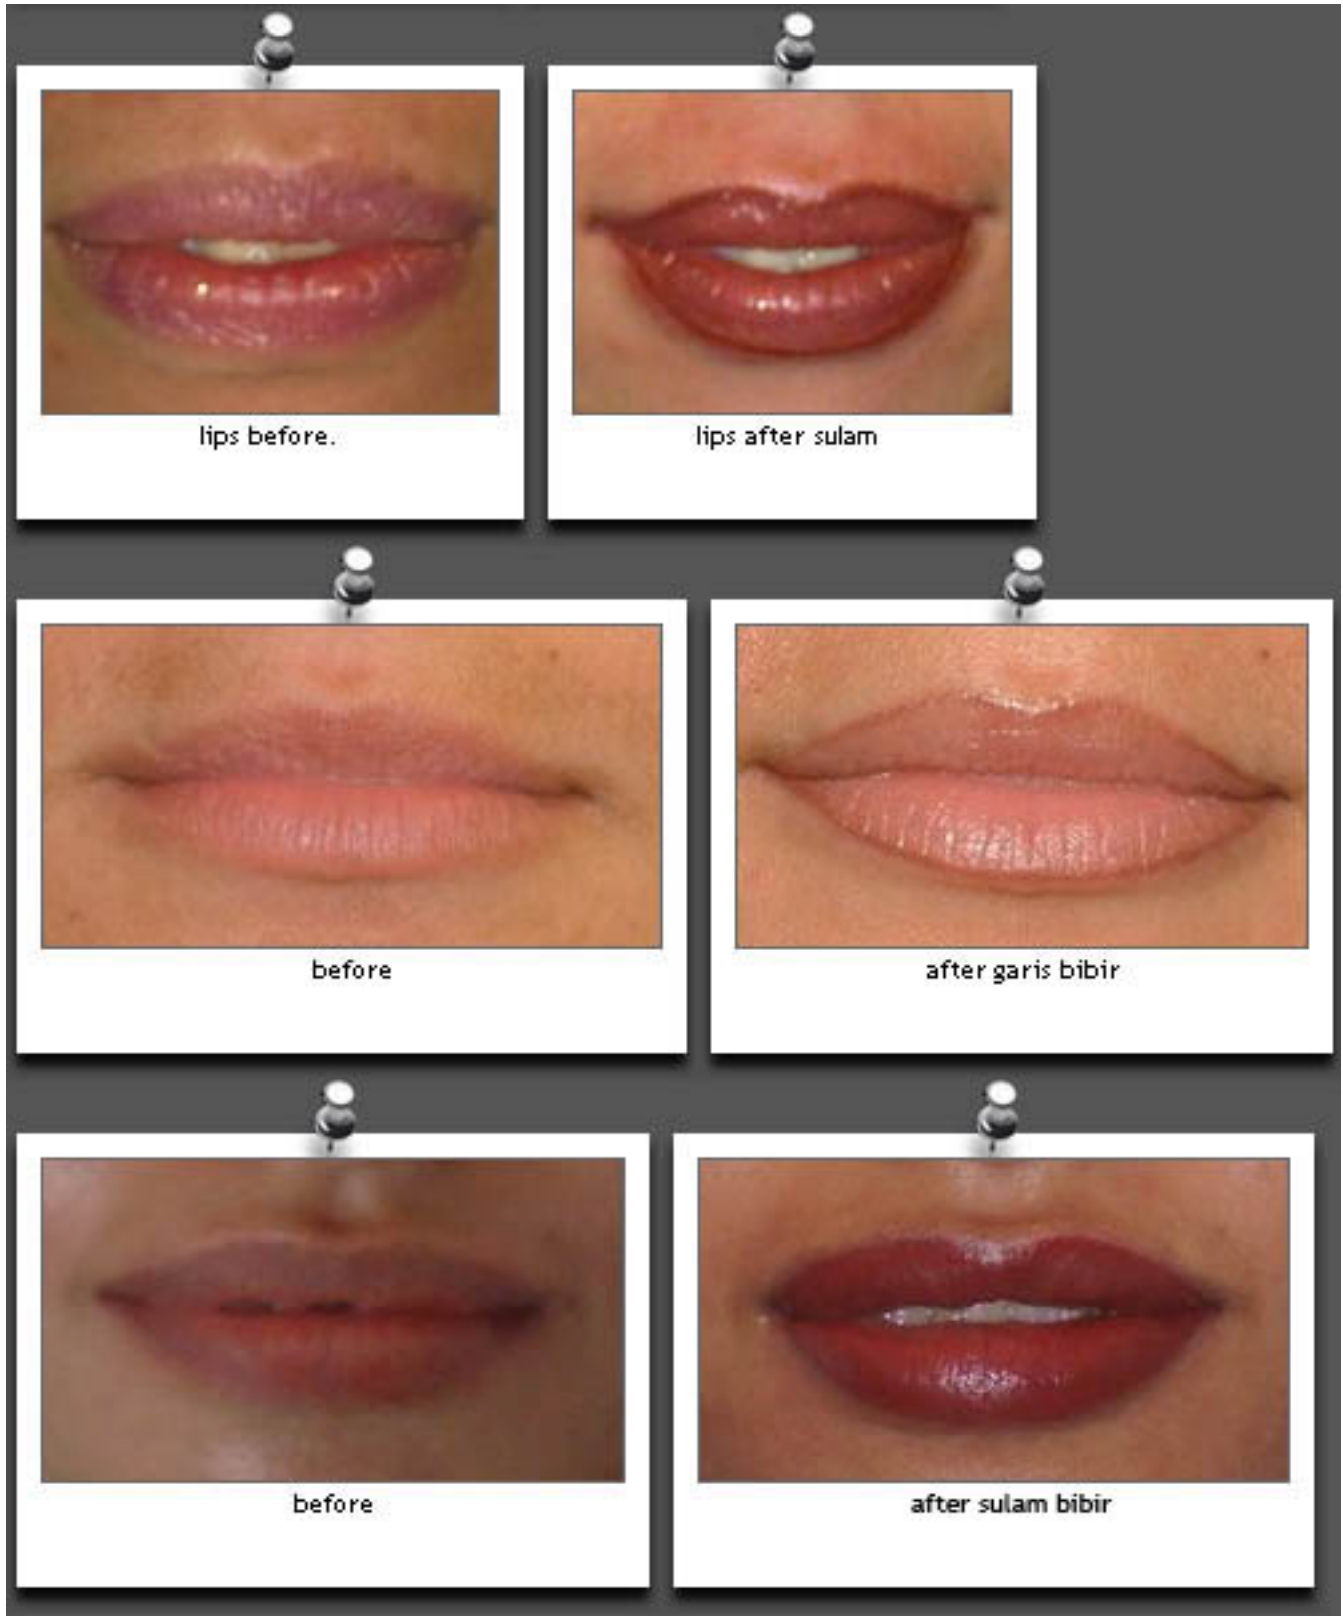 lips before.
lips after sulam
before
after garis bibir
before
after sulam bibir